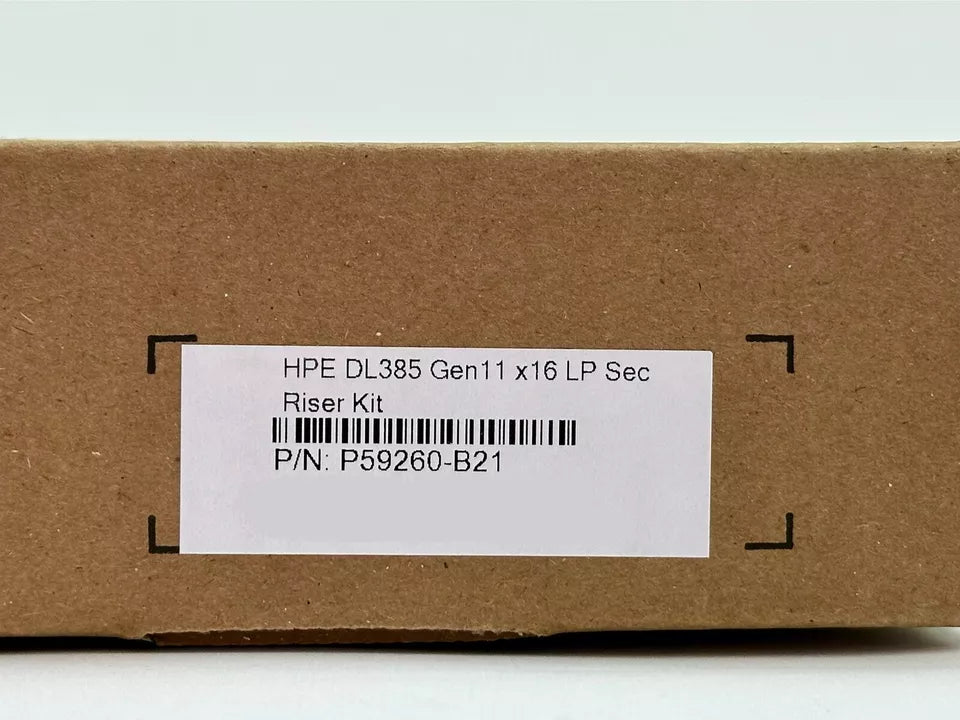 HPE DL385 Gen11 x16 LP Sec
Riser Kit
P/N: P59260-B21